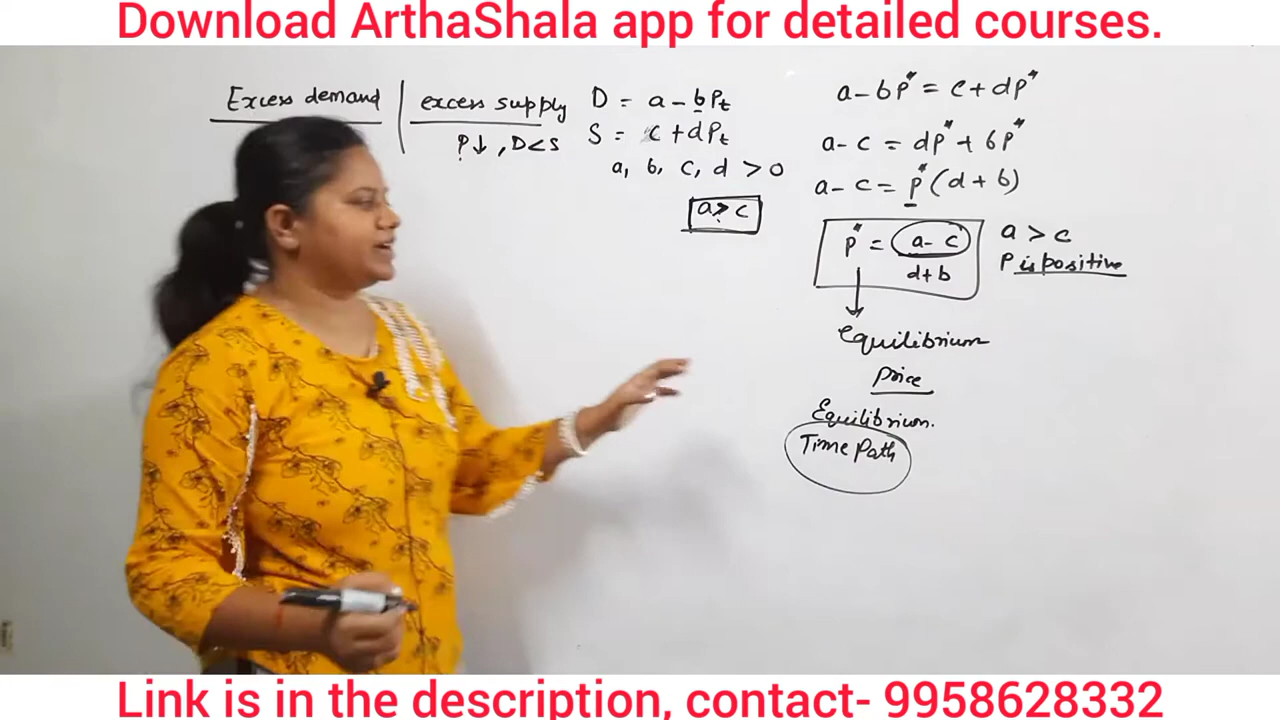 Download ArthaShala app for detailed courses.
Excess demand
excess supply
P↓, D<S
D = a - bPt
S = c + dPt
a, b, c, d > 0
a > c
a - bP* = c + dP*
a - c = dP* + bP*
a - c = P*(d + b)
P* = a - c
d + b
a > c
P is positive
Equilibrium
Price
Equilibrium.
Time Path
Link is in the description, contact- 9958628332